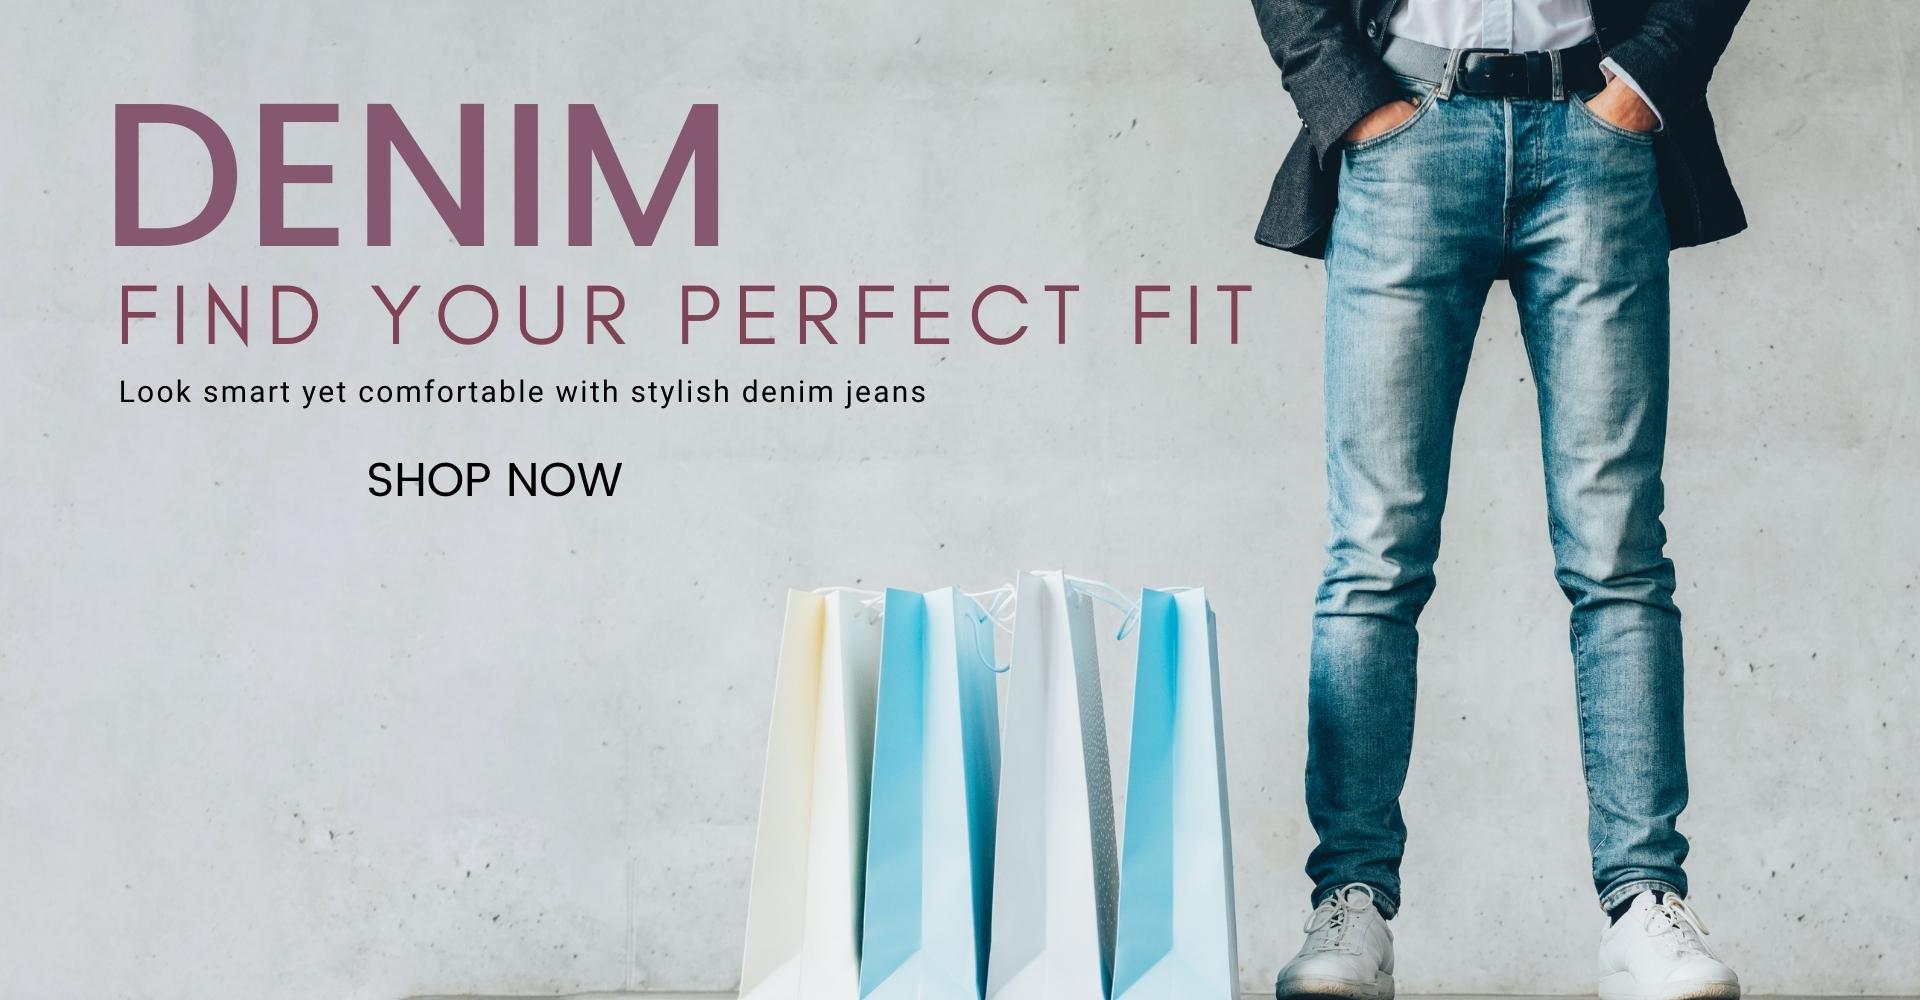 DENIM
FIND YOUR PERFECT FIT
Look smart yet comfortable with stylish denim jeans
SHOP NOW